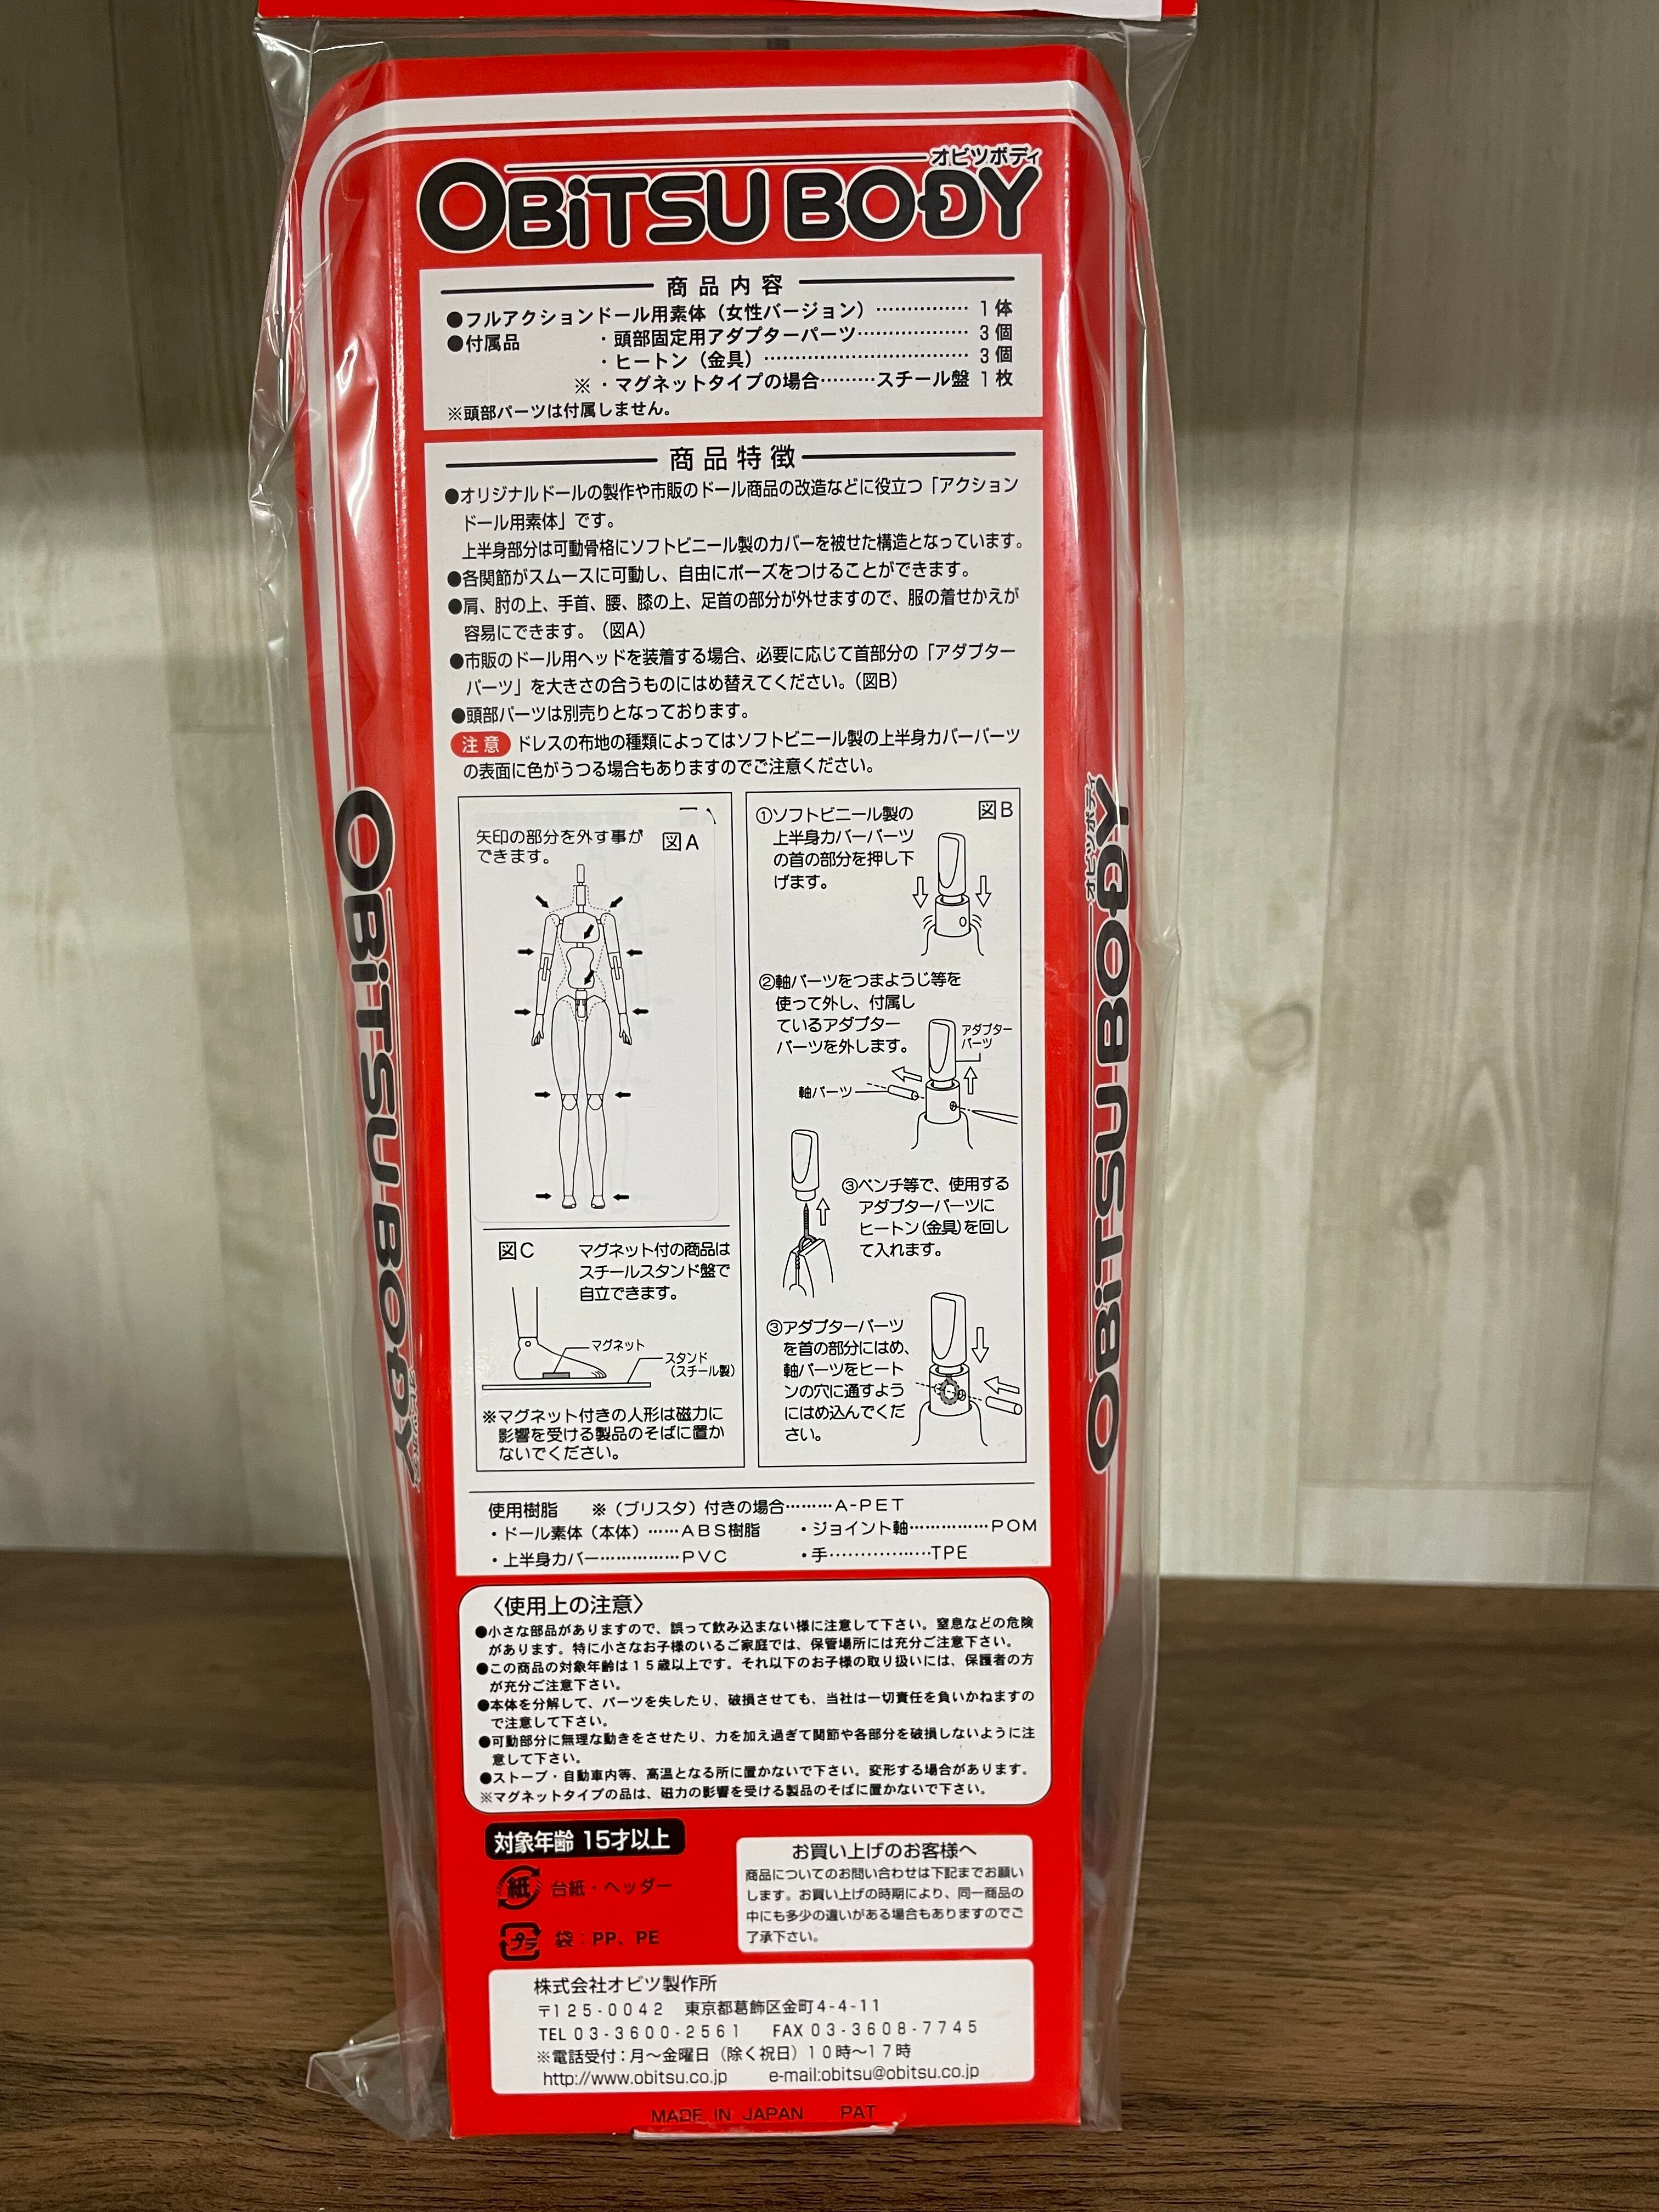 オビツボディ
OBiTSU BODY
商品内容
●フルアクションドール用素体（女性バージョン）……………1体
●付属品 ・頭部固定用アダプターパーツ………………3個
・ヒートン（金具）……………………………3個
※・マグネットタイプの場合………スチール盤 1枚
※頭部パーツは付属しません。
商品特徴
●オリジナルドールの製作や市販のドール商品の改造などに役立つ「アクション
ドール用素体」です。
上半身部分は可動骨格にソフトビニール製のカバーを被せた構造となっています。
●各関節がスムースに可動し、自由にポーズをつけることができます。
●肩、肘の上、手首、腰、膝の上、足首の部分が外せますので、服の着せかえが
容易にできます。（図A）
●市販のドール用ヘッドを装着する場合、必要に応じて首部分の「アダプター
パーツ」を大きさの合うものにはめ替えてください。（図B）
●頭部パーツは別売りとなっております。
注意 ドレスの布地の種類によってはソフトビニール製の上半身カバーパーツ
の表面に色がうつる場合もありますのでご注意ください。
矢印の部分を外す事が
できます。
図A
図C
マグネット付の商品は
スチールスタンド盤で
自立できます。
マグネット
スタンド
（スチール製）
※マグネット付きの人形は磁力に
影響を受ける製品のそばに置か
ないでください。
図B
①ソフトビニール製の
上半身カバーパーツ
の首の部分を押し下
げます。
②軸パーツをつまようじ等を
使って外し、付属し
ているアダプター
パーツを外します。
アダプター
パーツ
軸パーツ
③ペンチ等で、使用する
アダプターパーツに
ヒートン（金具）を回し
て入れます。
③アダプターパーツ
を首の部分にはめ、
軸パーツをヒート
ンの穴に通すよう
にはめ込んでくだ
さい。
使用樹脂 ※（ブリスタ）付きの場合………A-PET
・ドール素体（本体）……ABS樹脂 ・ジョイント軸……………POM
・上半身カバー……………PVC ・手………………TPE
〈使用上の注意〉
●小さな部品がありますので、誤って飲み込まない様に注意して下さい。窒息などの危険
があります。特に小さなお子様のいるご家庭では、保管場所には充分ご注意下さい。
●この商品の対象年齢は１５歳以上です。それ以下のお子様の取り扱いには、保護者の方
が充分ご注意下さい。
●本体を分解して、パーツを失したり、破損させても、当社は一切責任を負いかねますの
で注意して下さい。
●可動部分に無理な動きをさせたり、力を加え過ぎて関節や各部分を破損しないように注
意して下さい。
●ストーブ・自動車内等、高温となる所に置かないで下さい。変形する場合があります。
※マグネットタイプの品は、磁力の影響を受ける製品のそばに置かないで下さい。
対象年齢 15才以上
紙 台紙・ヘッダー
プラ 袋：PP、PE
お買い上げのお客様へ
商品についてのお問い合わせは下記までお願い
します。お買い上げの時期により、同一商品の
中にも多少の違いがある場合もありますのでご
了承下さい。
株式会社オビツ製作所
〒125-0042 東京都葛飾区金町4-4-11
TEL 03-3600-2561 FAX 03-3608-7745
※電話受付：月～金曜日（除く祝日）10時～17時
http://www.obitsu.co.jp e-mail:obitsu@obitsu.co.jp
MADE IN JAPAN PAT
OBiTSU BODY
オビツボディ
OBiTSU BODY
オビツボディ